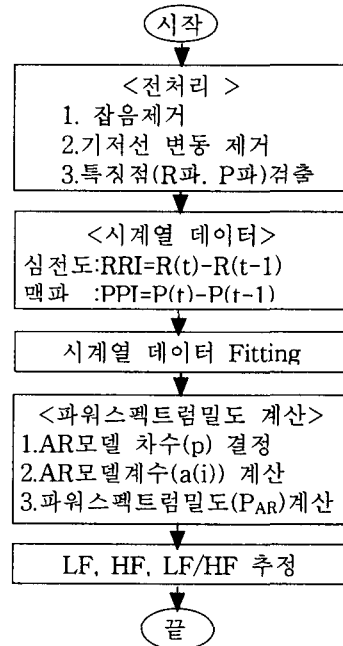 시작
<전처리 >
1. 잡음제거
2.기저선 변동 제거
3.특징점(R파. P파)검출
<시계열 데이터>
심전도:RRI=R(t)-R(t-1)
맥파 :PPI=P(t)-P(t-1)
시계열 데이터 Fitting
<파워스펙트럼밀도 계산>
1.AR모델 차수(p) 결정
2.AR모델계수(a(i)) 계산
3.파워스펙트럼밀도(P_AR)계산
LF, HF, LF/HF 추정
끝